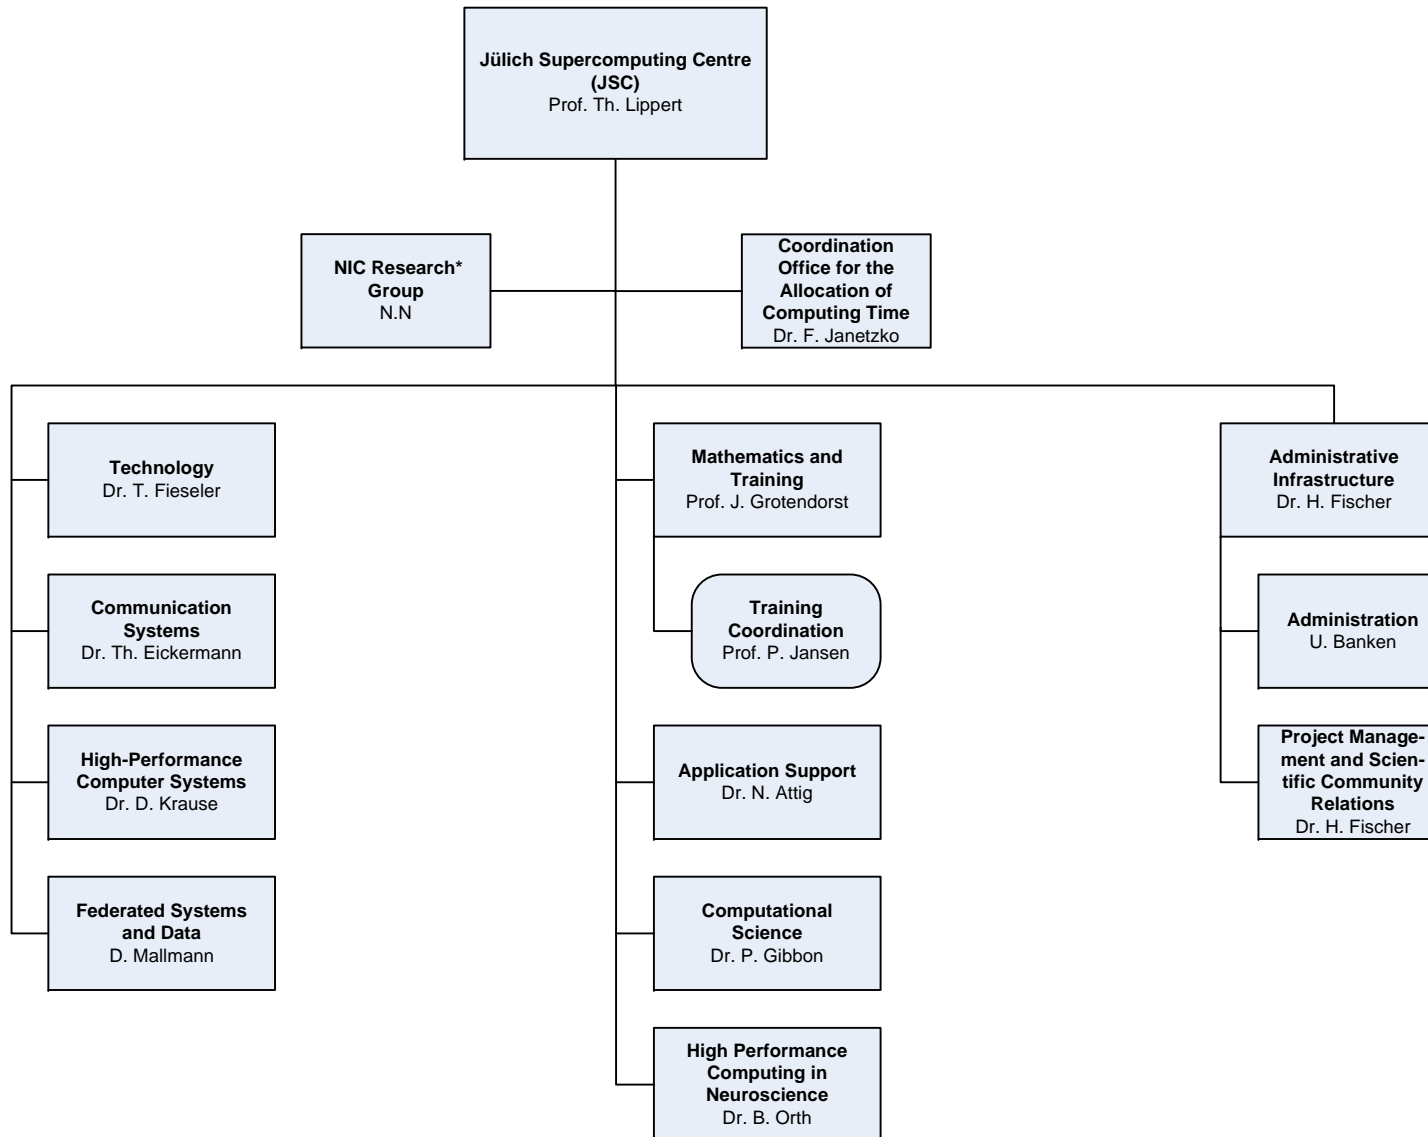 Jülich Supercomputing Centre
(JSC)
Prof. Th. Lippert
NIC Research*
Group
N.N
Coordination
Office for the
Allocation of
Computing Time
Dr. F. Janetzko
Technology
Dr. T. Fieseler
Communication
Systems
Dr. Th. Eickermann
High-Performance
Computer Systems
Dr. D. Krause
Federated Systems
and Data
D. Mallmann
Mathematics and
Training
Prof. J. Grotendorst
Training
Coordination
Prof. P. Jansen
Application Support
Dr. N. Attig
Computational
Science
Dr. P. Gibbon
High Performance
Computing in
Neuroscience
Dr. B. Orth
Administrative
Infrastructure
Dr. H. Fischer
Administration
U. Banken
Project Manage-
ment and Scien-
tific Community
Relations
Dr. H. Fischer